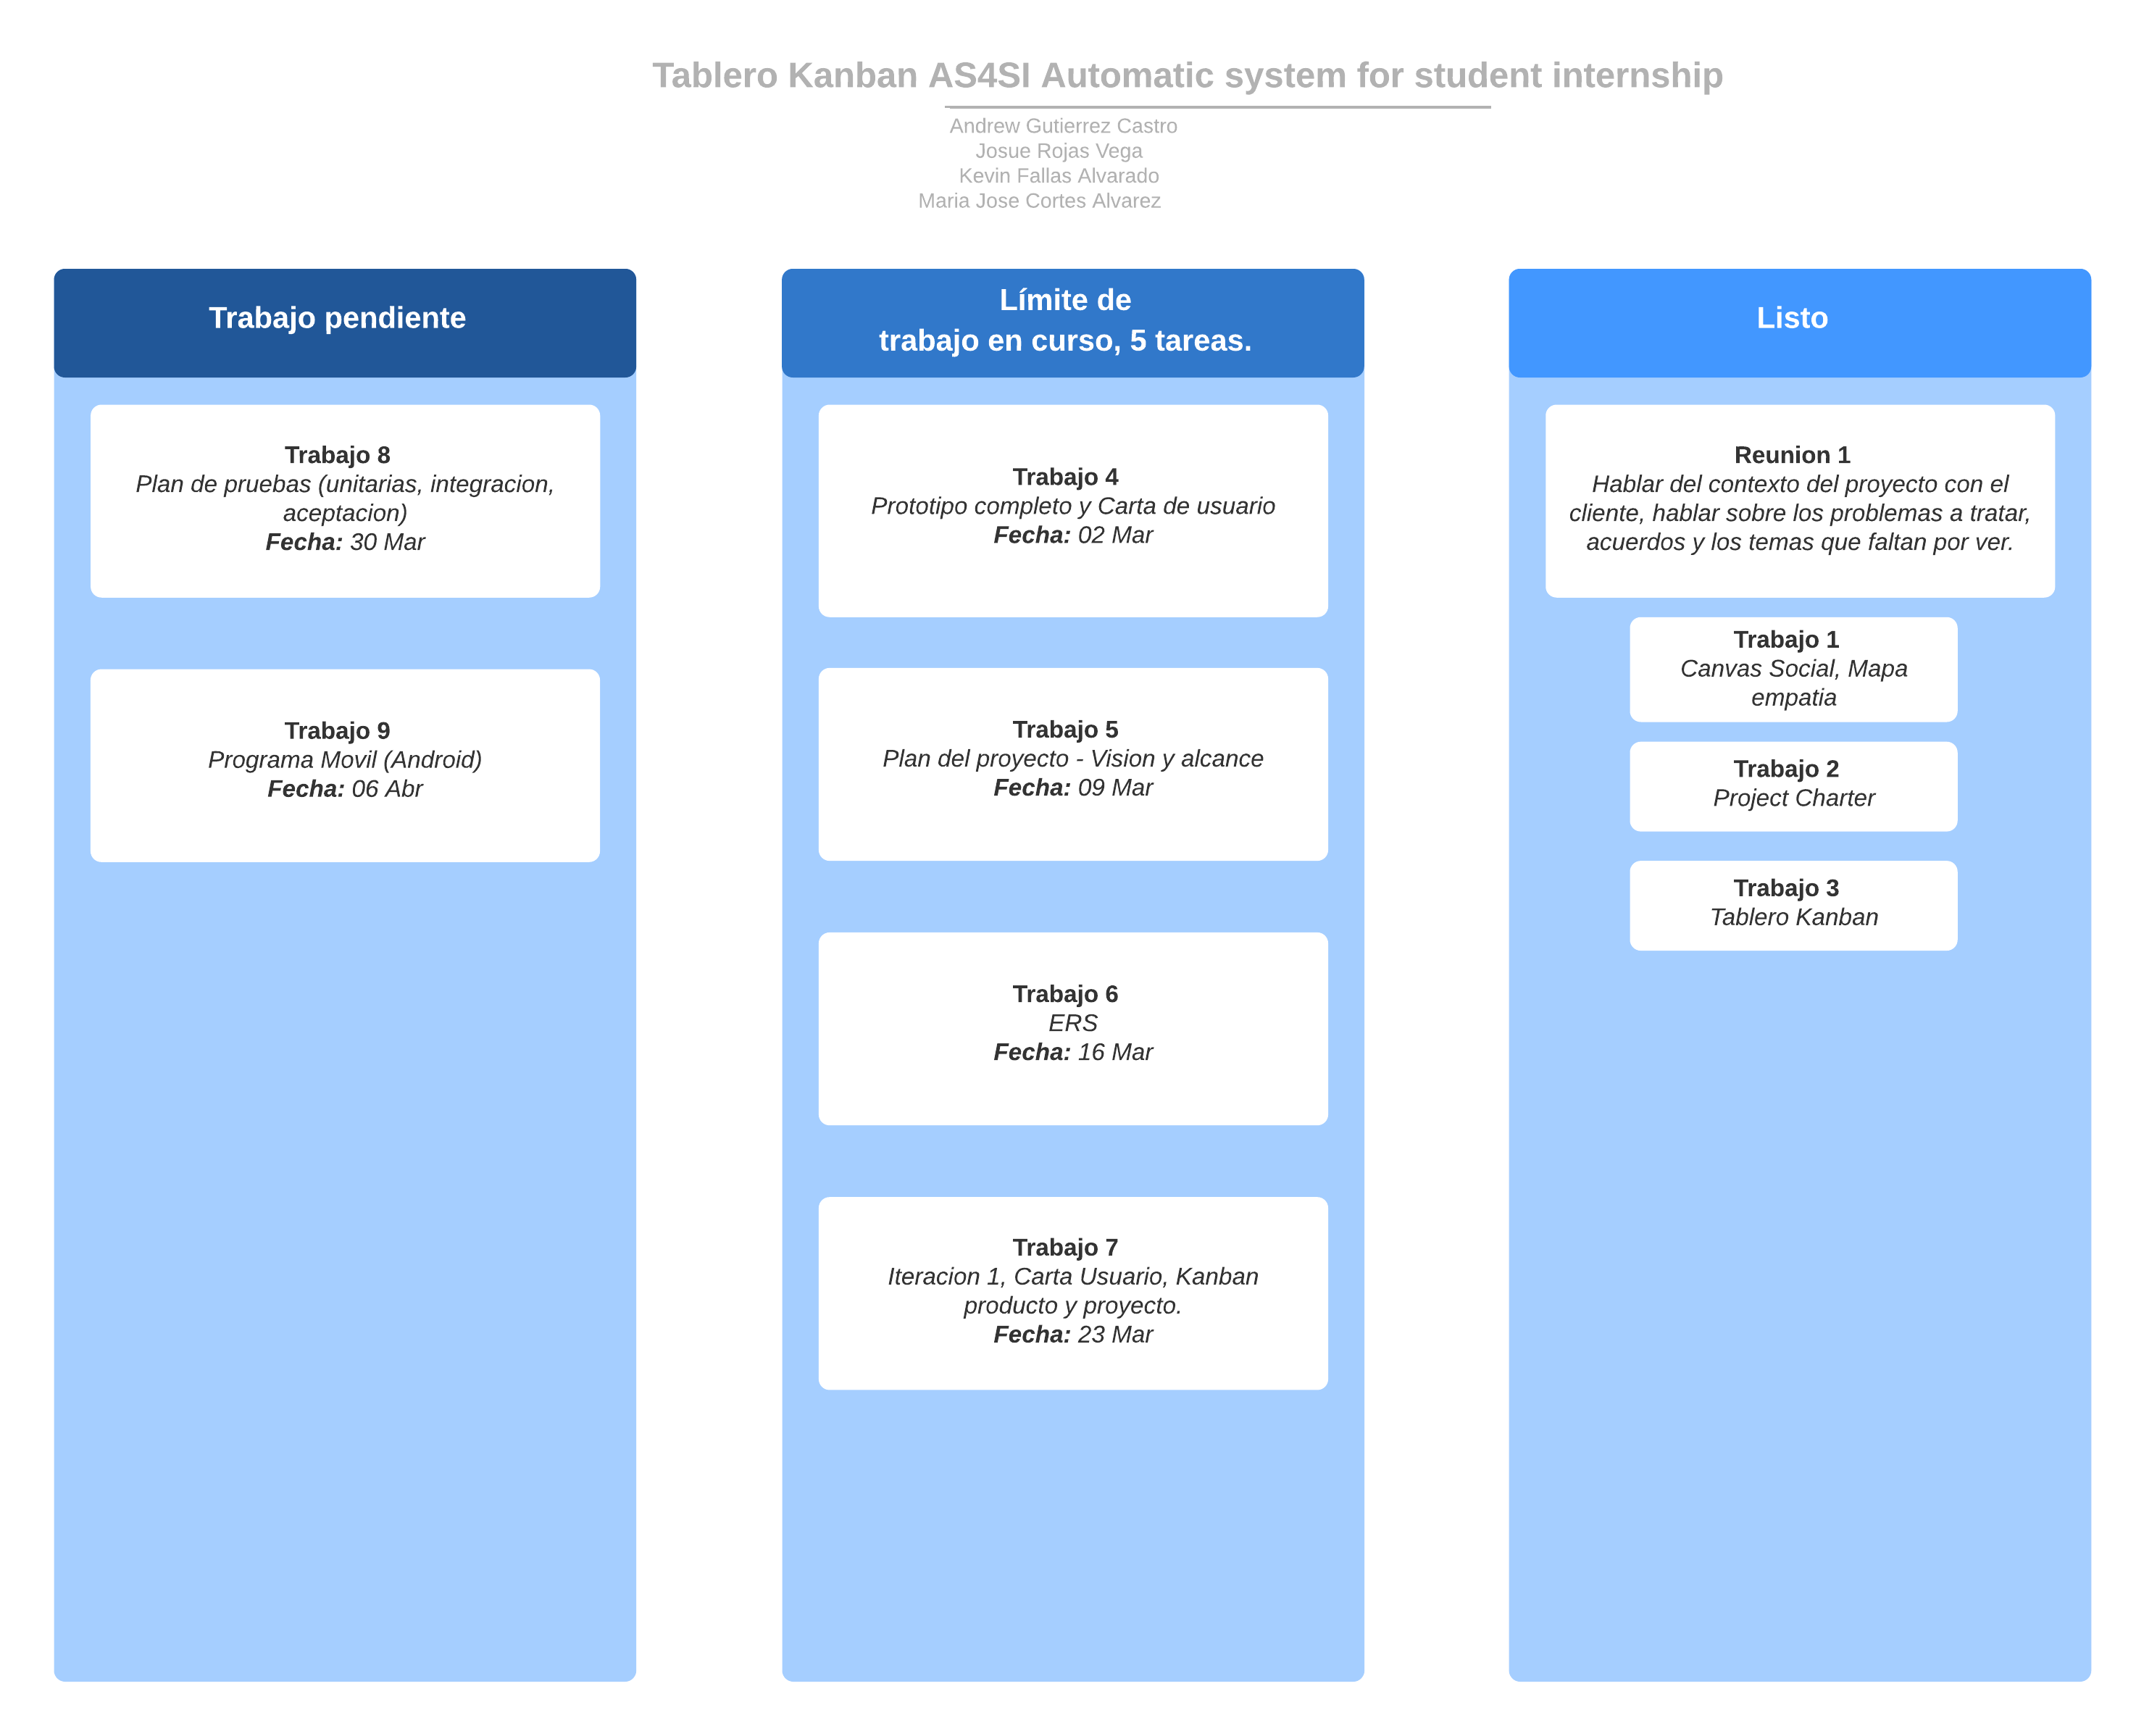 Tablero Kanban AS4SI Automatic system for student internship
Andrew Gutierrez Castro
Josue Rojas Vega
Kevin Fallas Alvarado
Maria Jose Cortes Alvarez
Trabajo pendiente
Trabajo 8
Plan de pruebas (unitarias, integracion,
aceptacion)
Fecha: 30 Mar
Trabajo 9
Programa Movil (Android)
Fecha: 06 Abr
Límite de
trabajo en curso, 5 tareas.
Trabajo 4
Prototipo completo y Carta de usuario
Fecha: 02 Mar
Trabajo 5
Plan del proyecto - Vision y alcance
Fecha: 09 Mar
Trabajo 6
ERS
Fecha: 16 Mar
Trabajo 7
Iteracion 1, Carta Usuario, Kanban
producto y proyecto.
Fecha: 23 Mar
Listo
Reunion 1
Hablar del contexto del proyecto con el
cliente, hablar sobre los problemas a tratar,
acuerdos y los temas que faltan por ver.
Trabajo 1
Canvas Social, Mapa
empatia
Trabajo 2
Project Charter
Trabajo 3
Tablero Kanban